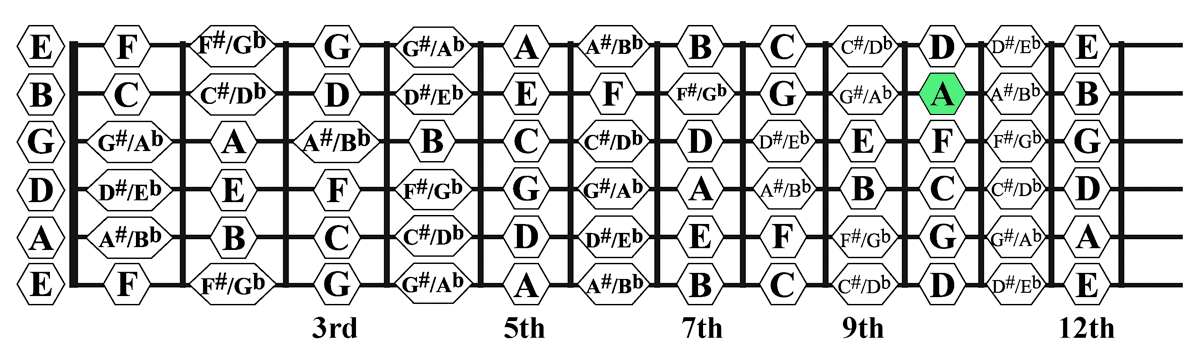 E F F#/Gb G G#/Ab A A#/Bb B C C#/Db D D#/Eb E
B C C#/Db D D#/Eb E F F#/Gb G G#/Ab A A#/Bb B
G G#/Ab A A#/Bb B C C#/Db D D#/Eb E F F#/Gb G
D D#/Eb E F F#/Gb G G#/Ab A A#/Bb B C C#/Db D
A A#/Bb B C C#/Db D D#/Eb E F F#/Gb G G#/Ab A
E F F#/Gb G G#/Ab A A#/Bb B C C#/Db D D#/Eb E
3rd 5th 7th 9th 12th